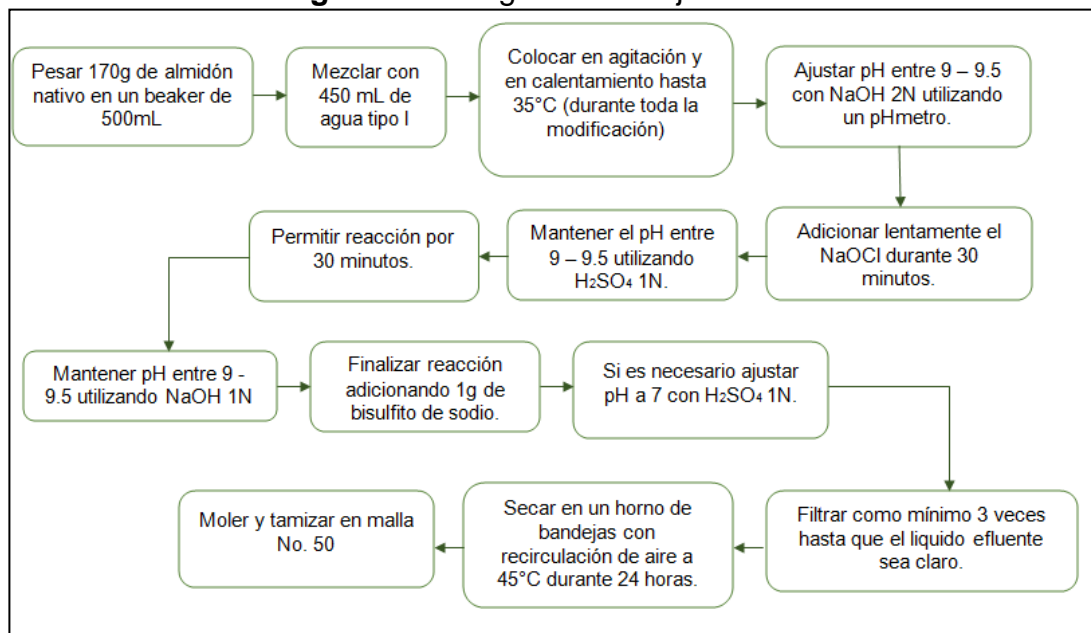 Pesar 170g de almidón
nativo en un beaker de
500mL
Mezclar con
450 mL de
agua tipo I
Colocar en agitación y
en calentamiento hasta
35°C (durante toda la
modificación)
Ajustar pH entre 9 – 9.5
con NaOH 2N utilizando
un pHmetro.
Adicionar lentamente el
NaOCl durante 30
minutos.
Mantener el pH entre
9 – 9.5 utilizando
H₂SO₄ 1N.
Permitir reacción por
30 minutos.
Mantener pH entre 9 -
9.5 utilizando NaOH 1N
Finalizar reacción
adicionando 1g de
bisulfito de sodio.
Si es necesario ajustar
pH a 7 con H₂SO₄ 1N.
Filtrar como mínimo 3 veces
hasta que el liquido efluente
sea claro.
Secar en un horno de
bandejas con
recirculación de aire a
45°C durante 24 horas.
Moler y tamizar en malla
No. 50